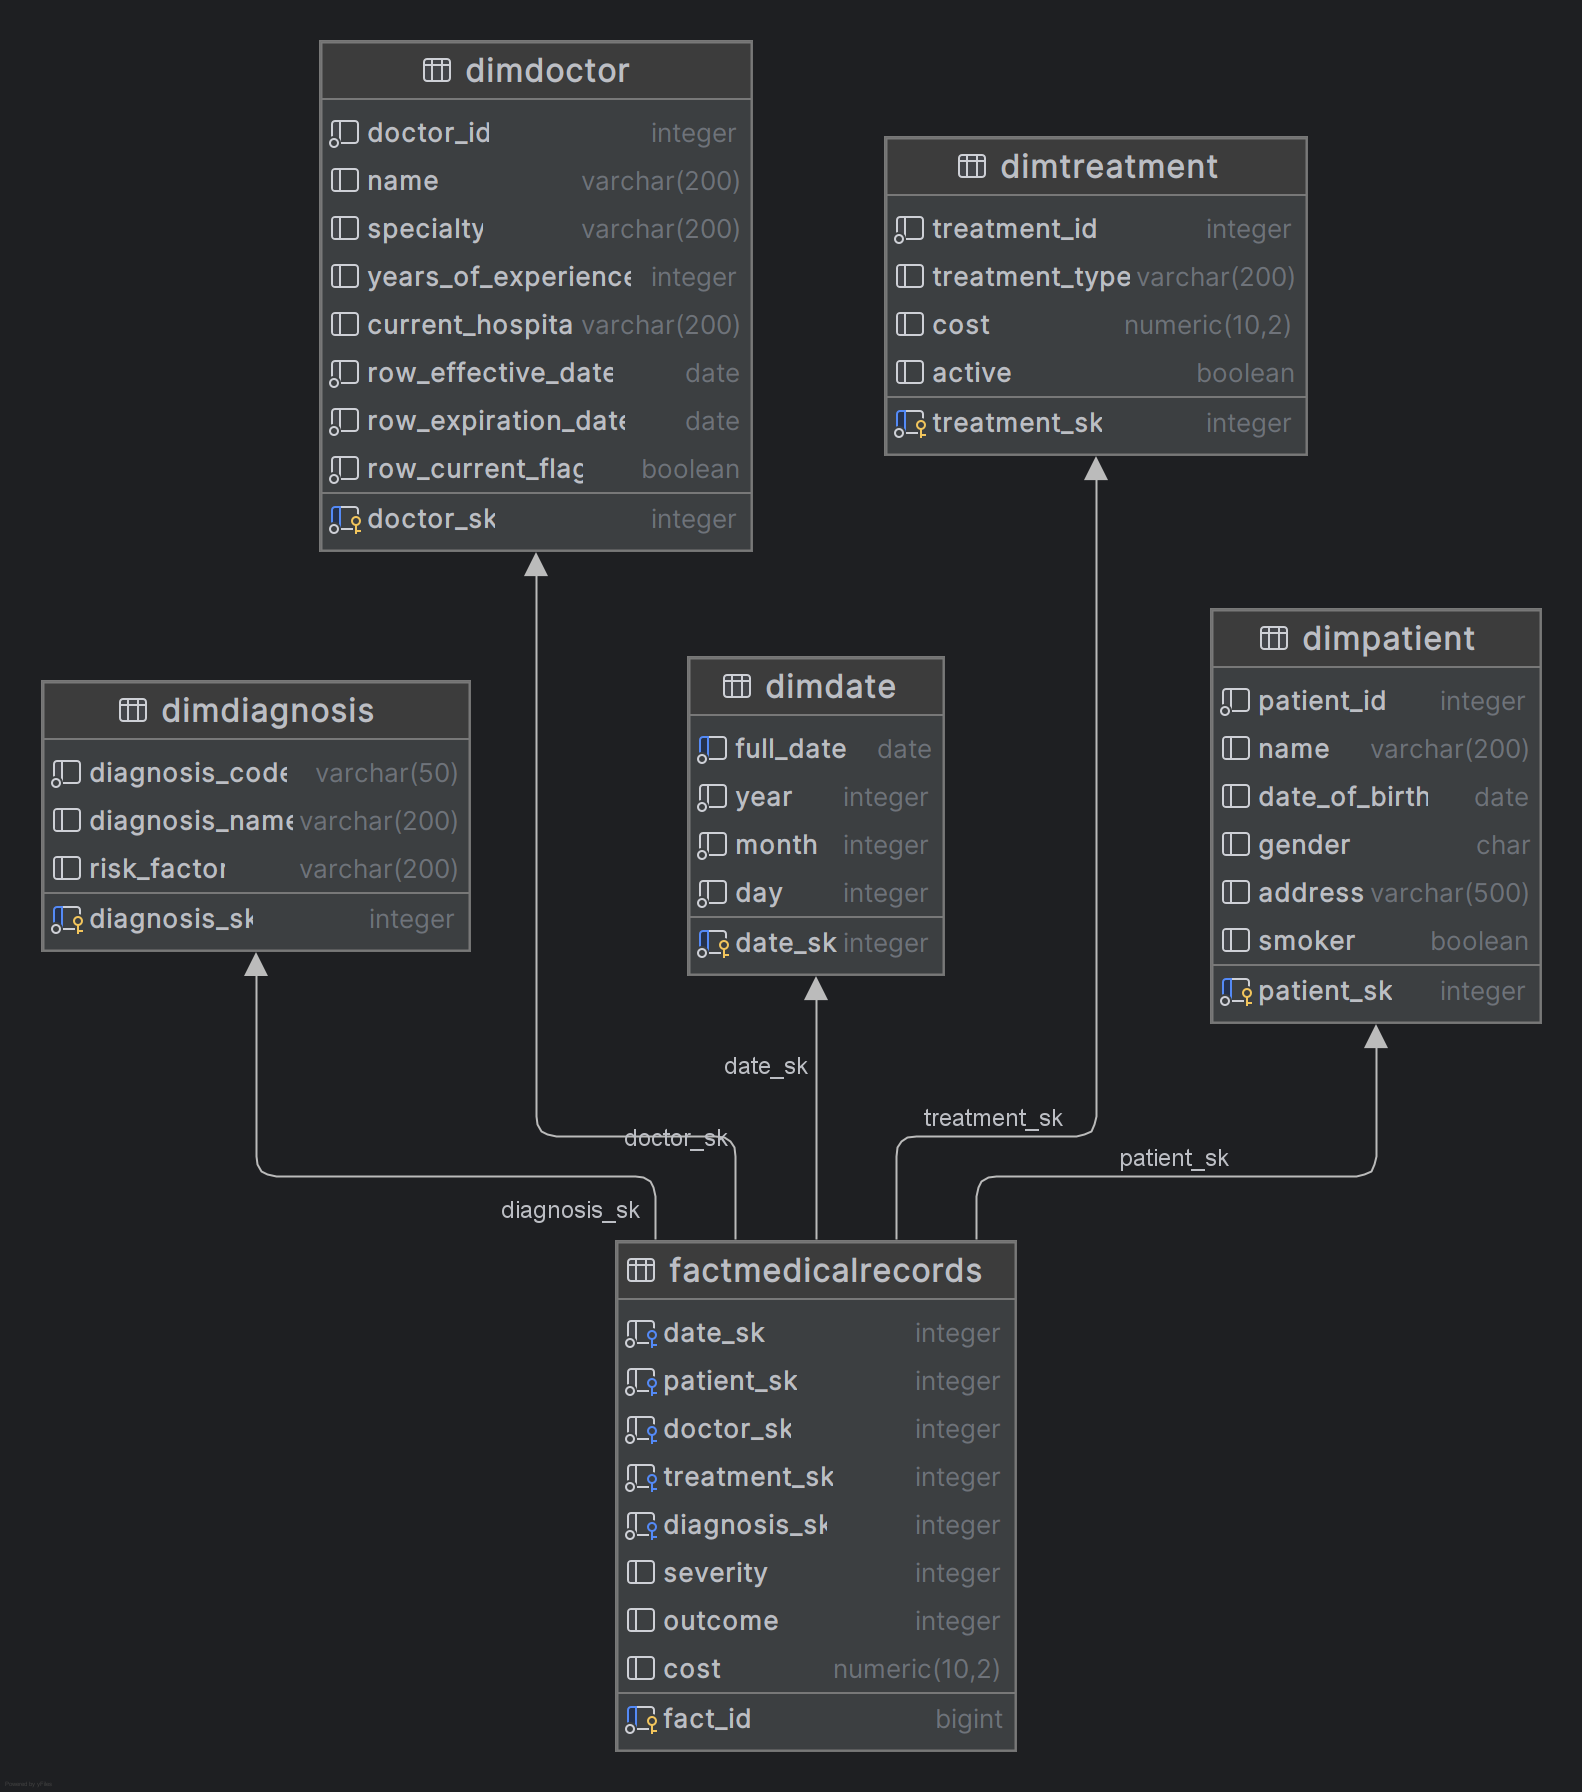 dimdoctor
doctor_id integer
name varchar(200)
specialty varchar(200)
years_of_experience integer
current_hospita varchar(200)
row_effective_date date
row_expiration_date date
row_current_flag boolean
doctor_sk integer
dimtreatment
treatment_id integer
treatment_type varchar(200)
cost numeric(10,2)
active boolean
treatment_sk integer
dimpatient
patient_id integer
name varchar(200)
date_of_birth date
gender char
address varchar(500)
smoker boolean
patient_sk integer
dimdate
full_date date
year integer
month integer
day integer
date_sk integer
dimdiagnosis
diagnosis_code varchar(50)
diagnosis_name varchar(200)
risk_factor varchar(200)
diagnosis_sk integer
date_sk
treatment_sk
doctor_sk
patient_sk
diagnosis_sk
factmedicalrecords
date_sk integer
patient_sk integer
doctor_sk integer
treatment_sk integer
diagnosis_sk integer
severity integer
outcome integer
cost numeric(10,2)
fact_id bigint
Powered by yFiles